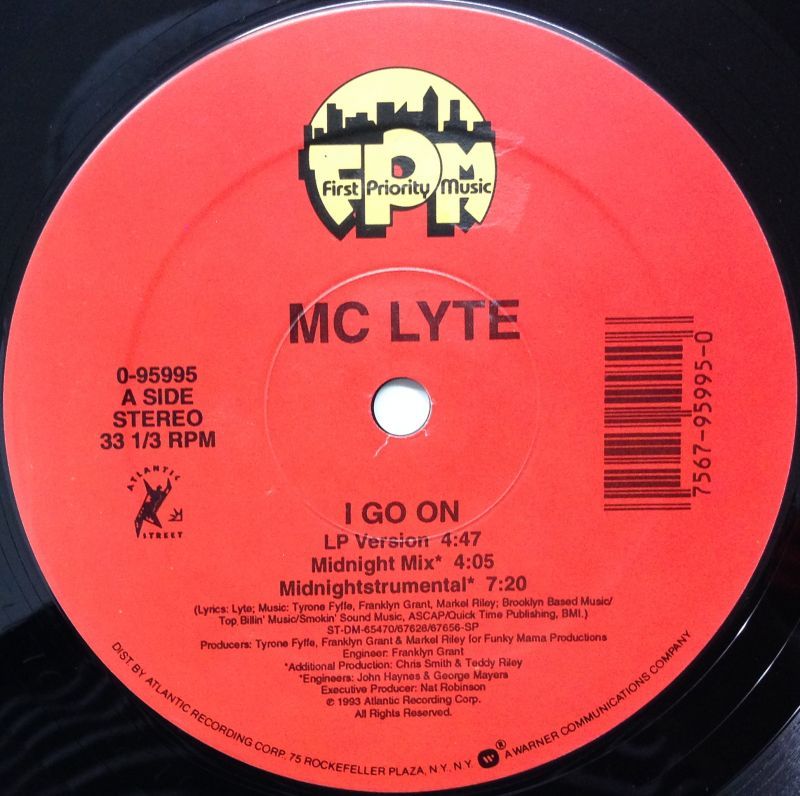 FPM
First Priority Music
MC LYTE
0-95995
A SIDE
STEREO
33 1/3 RPM
ATLANTIC
STREET
7567-95995-0
I GO ON
LP Version 4:47
Midnight Mix* 4:05
Midnightstrumental* 7:20
(Lyrics: Lyte; Music: Tyrone Fyffe, Franklyn Grant, Markel Riley; Brooklyn Based Music/
Top Billin' Music/Smokin' Sound Music, ASCAP/Quick Time Publishing, BMI.)
ST-DM-65470/67626/67656-SP
Producers: Tyrone Fyffe, Franklyn Grant & Markel Riley for Funky Mama Productions
Engineer: Franklyn Grant
*Additional Production: Chris Smith & Teddy Riley
*Engineers: John Haynes & George Mayers
Executive Producer: Nat Robinson
℗ 1993 Atlantic Recording Corp.
All Rights Reserved.
DIST. BY ATLANTIC RECORDING CORP. 75 ROCKEFELLER PLAZA, N.Y. N.Y. ® A WARNER COMMUNICATIONS COMPANY